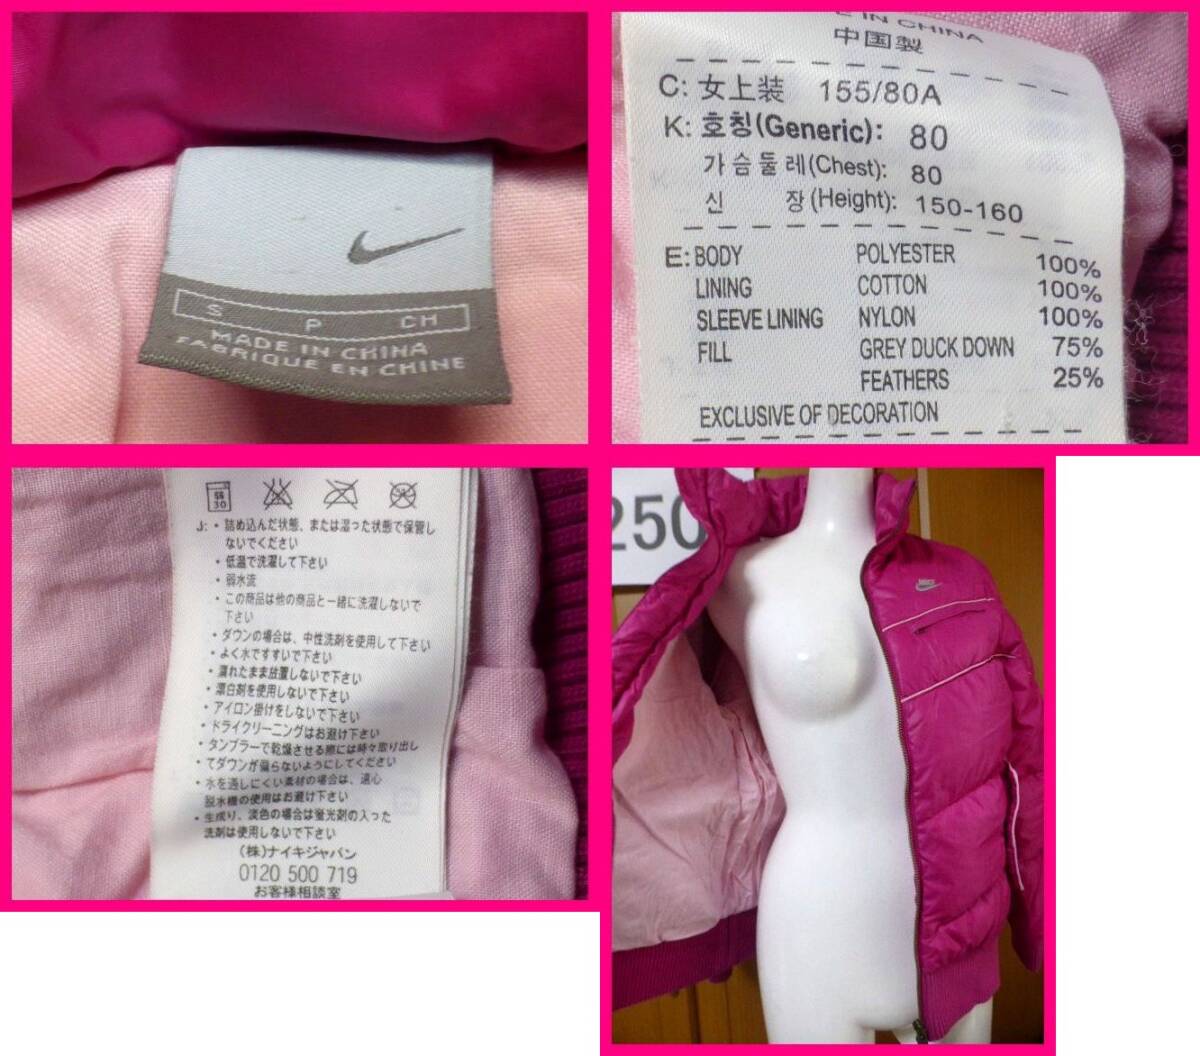 S P CH
MADE IN CHINA
FABRIQUE EN CHINE
E IN CHINA
中国製
C: 女上装 155/80A
K: 호칭(Generic): 80
가슴둘레(Chest): 80
신 장(Height): 150-160
E: BODY POLYESTER 100%
LINING COTTON 100%
SLEEVE LINING NYLON 100%
FILL GREY DUCK DOWN 75%
FEATHERS 25%
EXCLUSIVE OF DECORATION
30
J: ・詰め込んだ状態、または湿った状態で保管し
ないでください
・低温で洗濯して下さい
・弱水流
・この商品は他の商品と一緒に洗濯しないで
下さい
・ダウンの場合は、中性洗剤を使用して下さい
・よく水ですすいで下さい
・濡れたまま放置しないで下さい
・漂白剤を使用しないで下さい
・アイロン掛けをしないで下さい
・ドライクリーニングはお避け下さい
・タンブラーで乾燥させる際には時々取り出し
てダウンが偏らないようにしてください
・水を通しにくい素材の場合は、遠心
脱水機の使用はお避け下さい
・生成り、淡色の場合は蛍光剤の入った
洗剤は使用しないで下さい
(株)ナイキジャパン
0120 500 719
お客様相談室
250
NIKE